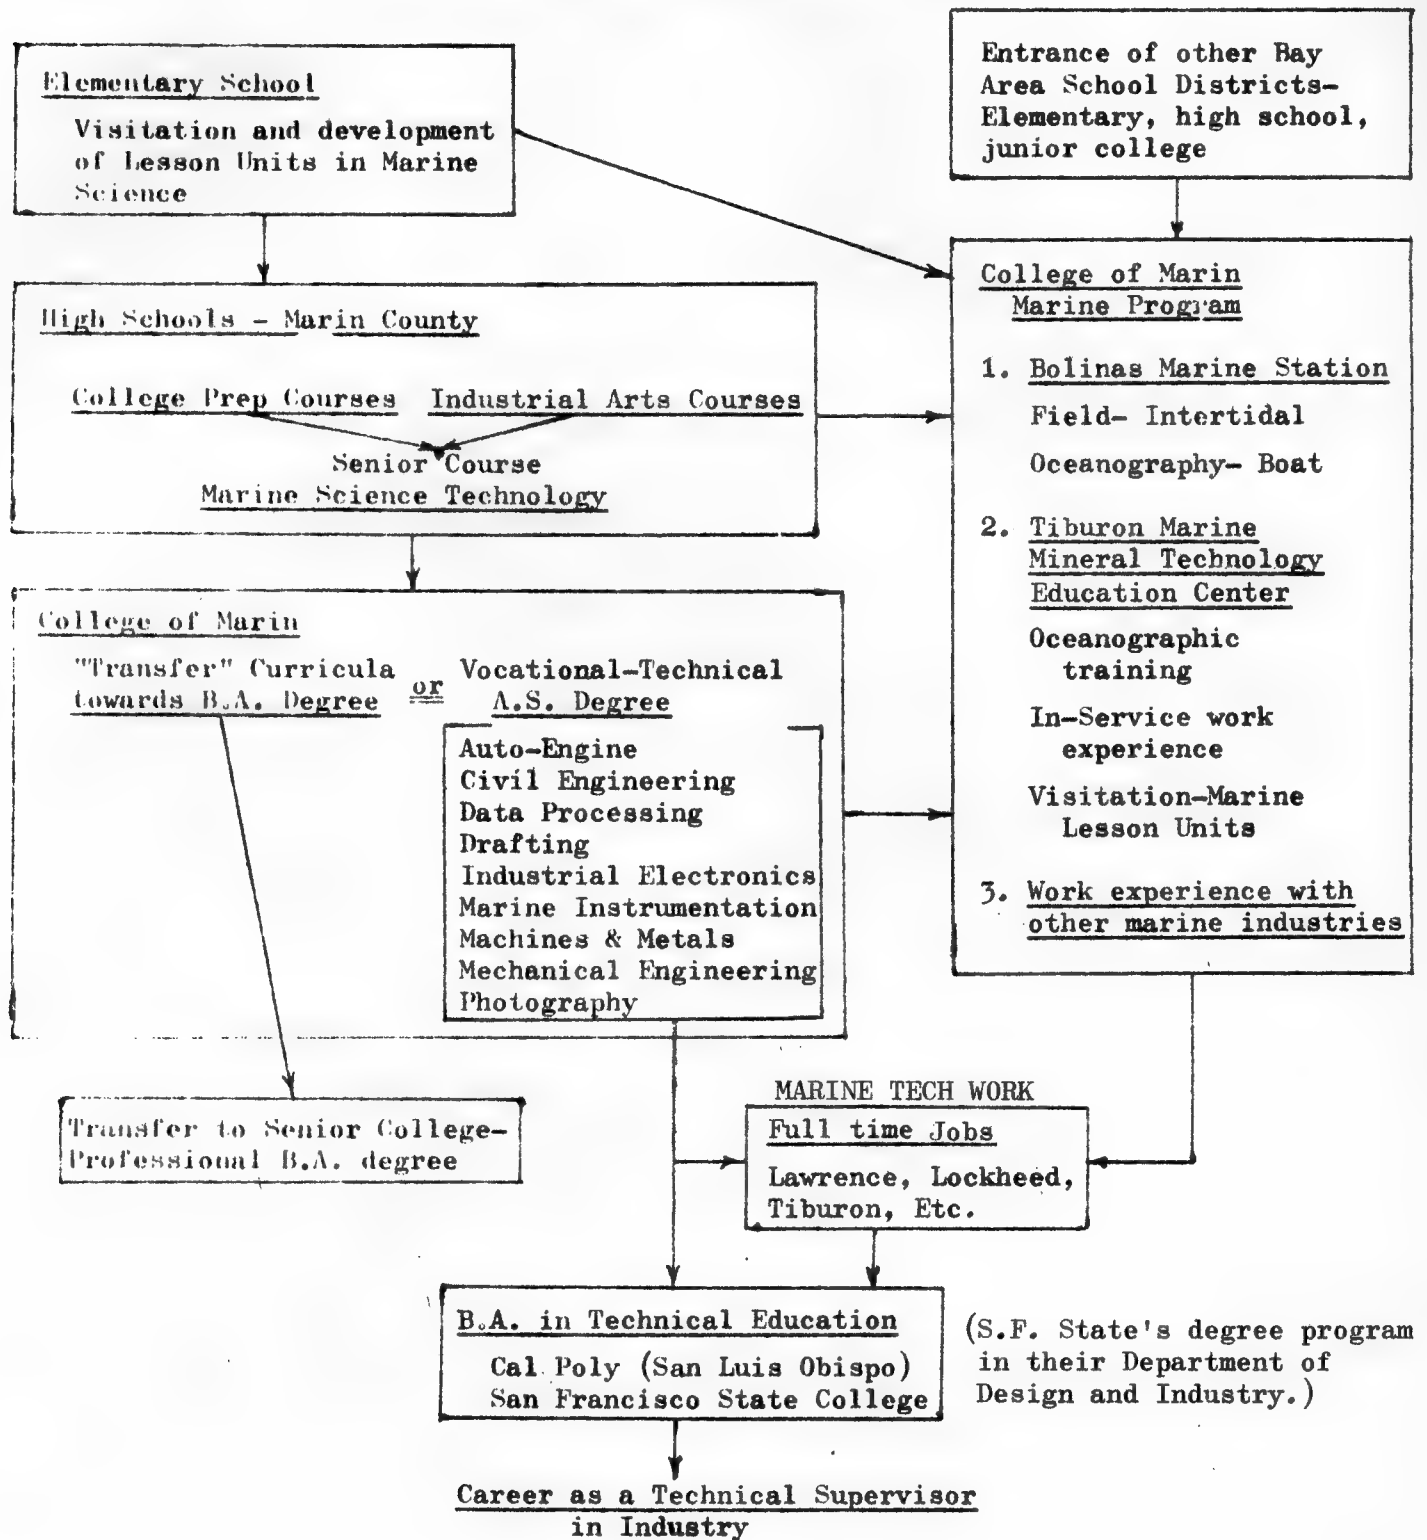 Elementary School
Visitation and development
of Lesson Units in Marine
Science
Entrance of other Bay
Area School Districts-
Elementary, high school,
junior college
High Schools - Marin County
College Prep Courses Industrial Arts Courses
Senior Course
Marine Science Technology
College of Marin
Marine Program
1. Bolinas Marine Station
Field- Intertidal
Oceanography- Boat
2. Tiburon Marine
Mineral Technology
Education Center
Oceanographic
training
In-Service work
experience
Visitation-Marine
Lesson Units
3. Work experience with
other marine industries
College of Marin
"Transfer" Curricula
towards B.A. Degree
or
Vocational-Technical
A.S. Degree
Auto-Engine
Civil Engineering
Data Processing
Drafting
Industrial Electronics
Marine Instrumentation
Machines & Metals
Mechanical Engineering
Photography
Transfer to Senior College-
Professional B.A. degree
MARINE TECH WORK
Full time Jobs
Lawrence, Lockheed,
Tiburon, Etc.
B.A. in Technical Education
Cal Poly (San Luis Obispo)
San Francisco State College
(S.F. State's degree program
in their Department of
Design and Industry.)
Career as a Technical Supervisor
in Industry